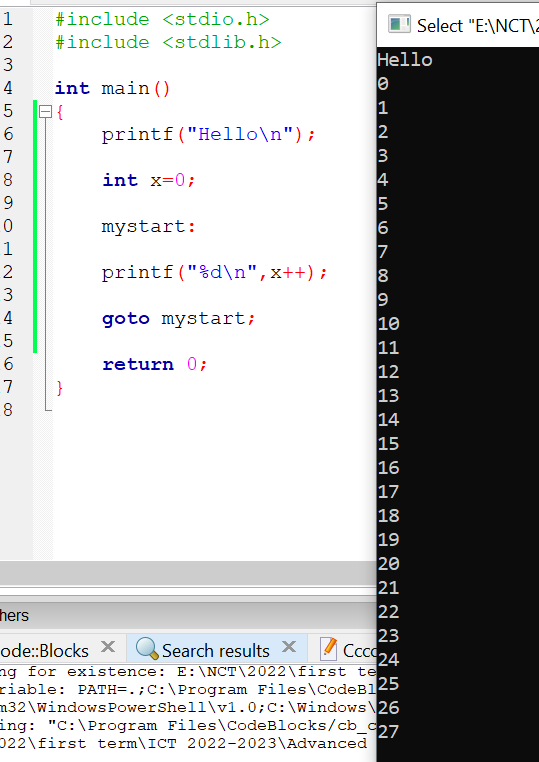 1 #include <stdio.h>
2 #include <stdlib.h>
3
4 int main()
5 {
6 printf("Hello\n");
7
8 int x=0;
9
0 mystart:
1
2 printf("%d\n",x++);
3
4 goto mystart;
5
6 return 0;
7 }
8
Select "E:\NCT\2
Hello
0
1
2
3
4
5
6
7
8
9
10
11
12
13
14
15
16
17
18
19
20
21
22
23
24
25
26
27
hers
ode::Blocks Search results Cccc
ng for existence: E:\NCT\2022\first te
riable: PATH=.;C:\Program Files\CodeBl
m32\WindowsPowerShell\v1.0;C:\Windows\
ing: "C:\Program Files\CodeBlocks/cb_c
022\first term\ICT 2022-2023\Advanced